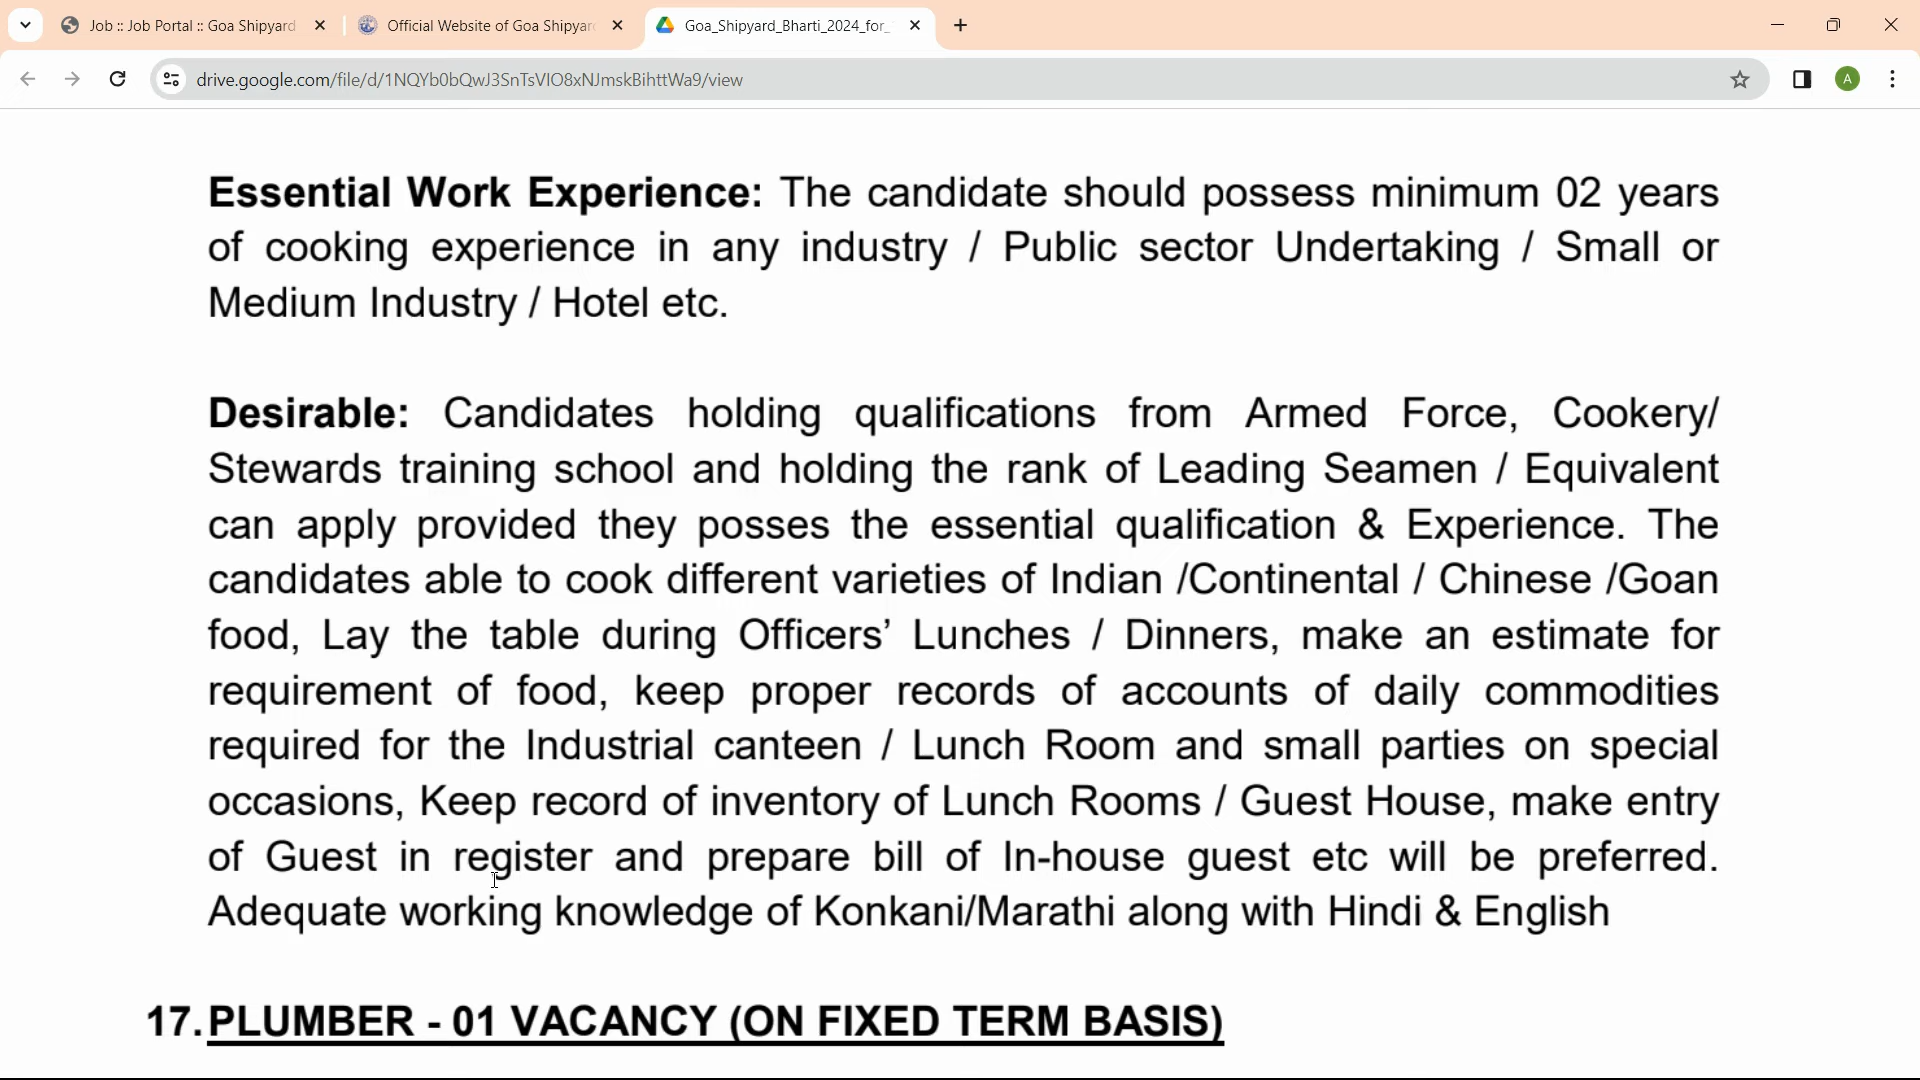 Job :: Job Portal :: Goa Shipyard
Official Website of Goa Shipyar
Goa_Shipyard_Bharti_2024_for_
drive.google.com/file/d/1NQYb0bQwJ3SnTsVIO8xNJmskBihttWa9/view
A
Essential Work Experience: The candidate should possess minimum 02 years
of cooking experience in any industry / Public sector Undertaking / Small or
Medium Industry / Hotel etc.
Desirable: Candidates holding qualifications from Armed Force, Cookery/
Stewards training school and holding the rank of Leading Seamen / Equivalent
can apply provided they posses the essential qualification & Experience. The
candidates able to cook different varieties of Indian /Continental / Chinese /Goan
food, Lay the table during Officers’ Lunches / Dinners, make an estimate for
requirement of food, keep proper records of accounts of daily commodities
required for the Industrial canteen / Lunch Room and small parties on special
occasions, Keep record of inventory of Lunch Rooms / Guest House, make entry
of Guest in register and prepare bill of In-house guest etc will be preferred.
Adequate working knowledge of Konkani/Marathi along with Hindi & English
17. PLUMBER - 01 VACANCY (ON FIXED TERM BASIS)